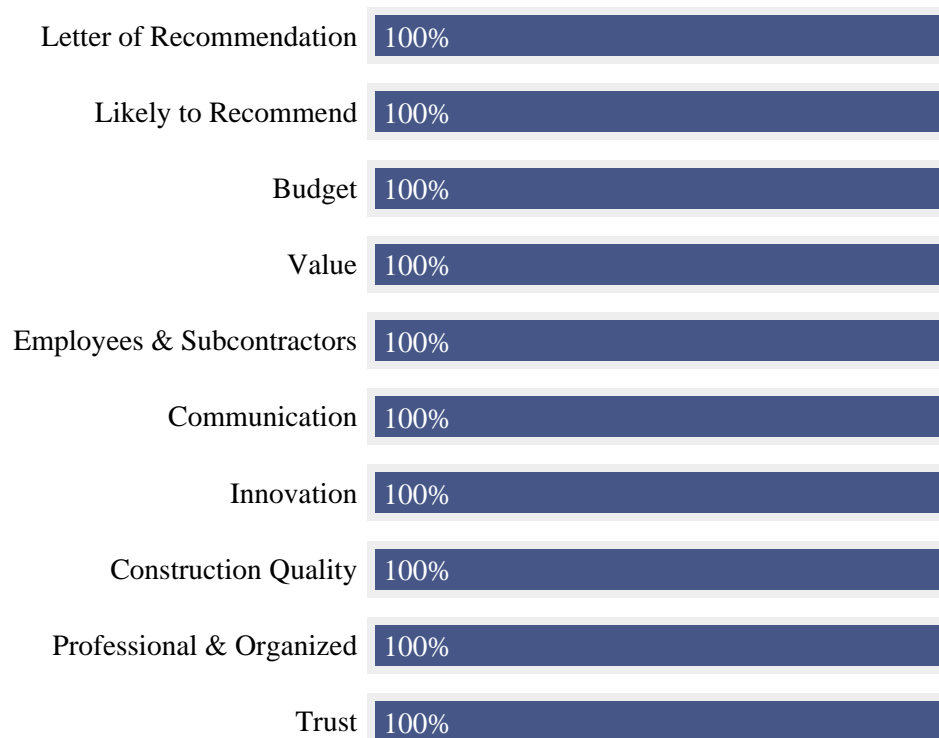 Letter of Recommendation 100%
Likely to Recommend 100%
Budget 100%
Value 100%
Employees & Subcontractors 100%
Communication 100%
Innovation 100%
Construction Quality 100%
Professional & Organized 100%
Trust 100%